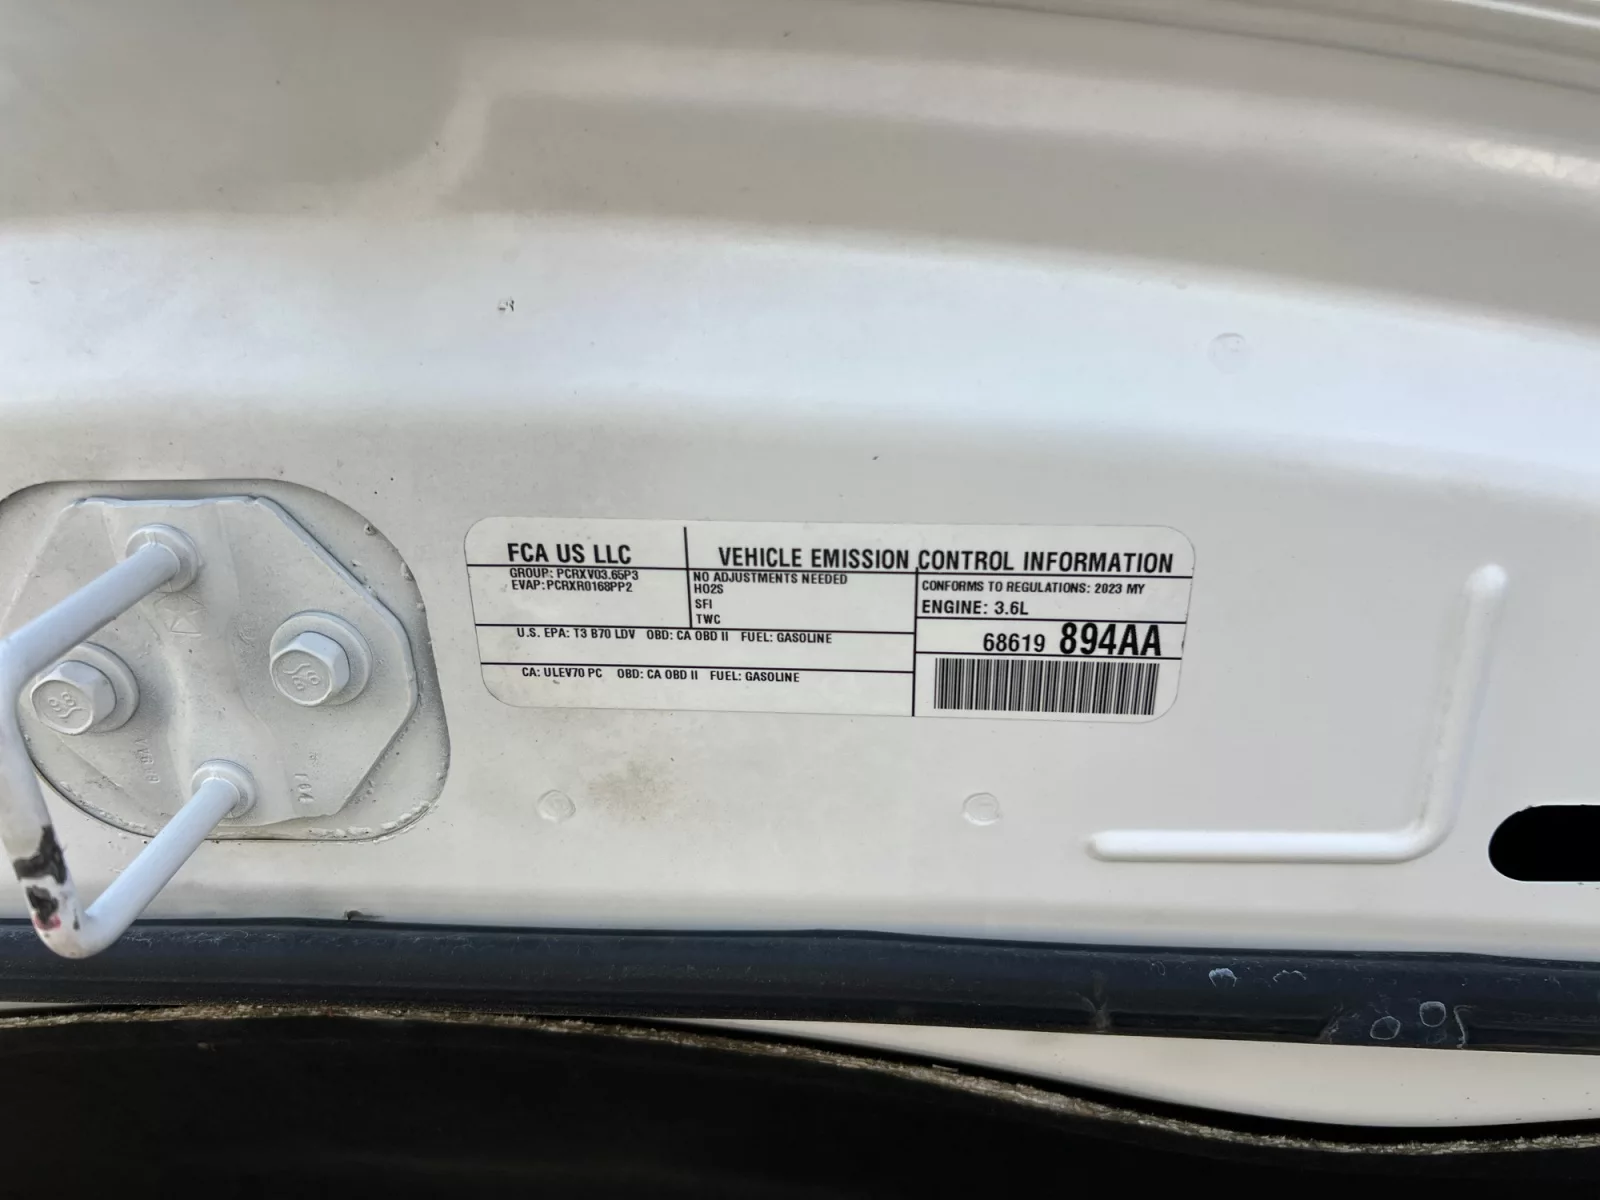 FCA US LLC
VEHICLE EMISSION CONTROL INFORMATION
GROUP: PCRXV03.65P3
EVAP: PCRXR0168PP2
NO ADJUSTMENTS NEEDED
HO2S
SFI
TWC
CONFORMS TO REGULATIONS: 2023 MY
ENGINE: 3.6L
U.S. EPA: T3 B70 LDV OBD: CA OBD II FUEL: GASOLINE
68619 894AA
CA: ULEV70 PC OBD: CA OBD II FUEL: GASOLINE